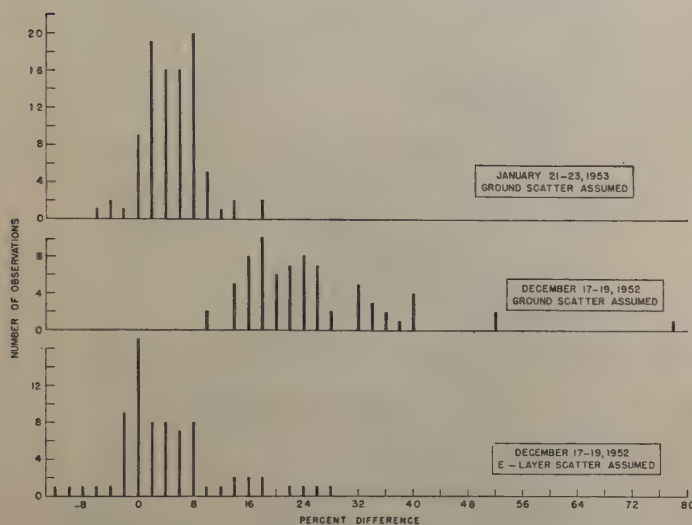 20
16
12
8
4
0
JANUARY 21-23, 1953
GROUND SCATTER ASSUMED
NUMBER OF OBSERVATIONS
8
4
0
DECEMBER 17-19, 1952
GROUND SCATTER ASSUMED
12
8
4
0
DECEMBER 17-19, 1952
E-LAYER SCATTER ASSUMED
-8 0 8 16 24 32 40 48 56 64 72 80
PERCENT DIFFERENCE